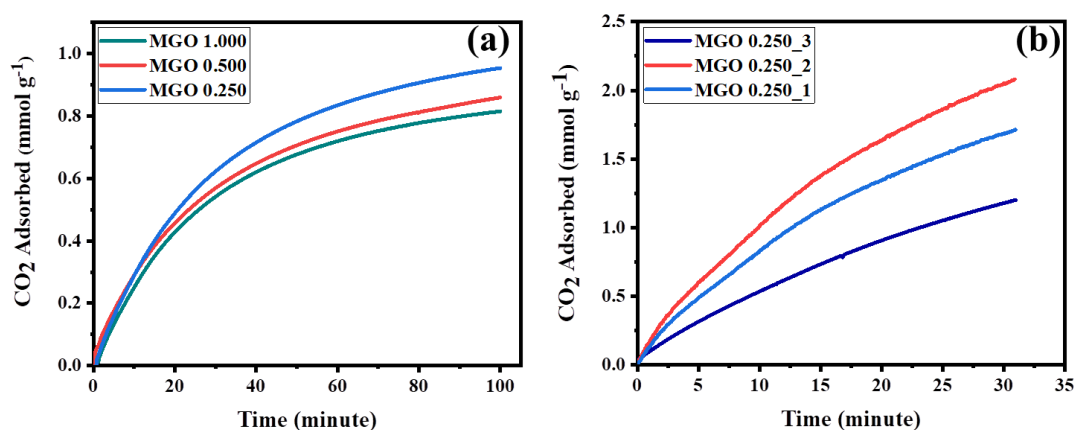 (a)
MGO 1.000
MGO 0.500
MGO 0.250
CO2 Adsorbed (mmol g-1)
1.0
0.8
0.6
0.4
0.2
0.0
0 20 40 60 80 100
Time (minute)
(b)
MGO 0.250_3
MGO 0.250_2
MGO 0.250_1
CO2 Adsorbed (mmol g-1)
2.5
2.0
1.5
1.0
0.5
0.0
0 5 10 15 20 25 30 35
Time (minute)